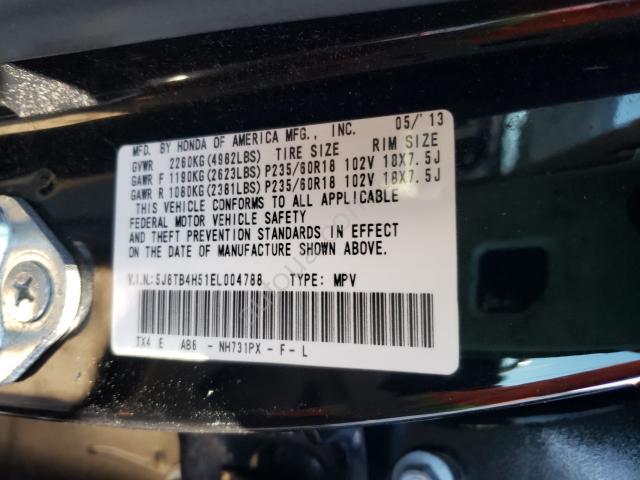 MFD. BY HONDA OF AMERICA MFG., INC. 05/'13
GVWR 2260KG(4982LBS) TIRE SIZE RIM SIZE
GAWR F 1190KG(2623LBS)P235/60R18 102V 18X7.5J
GAWR R 1080KG(2381LBS)P235/60R18 102V 18X7.5J
THIS VEHICLE CONFORMS TO ALL APPLICABLE
FEDERAL MOTOR VEHICLE SAFETY
AND THEFT PREVENTION STANDARDS IN EFFECT
ON THE DATE OF MANUFACTURE SHOWN ABOVE.
V.I.N:5J8TB4H51EL004788 TYPE: MPV
TX4 E AB6 - NH731PX - F - L